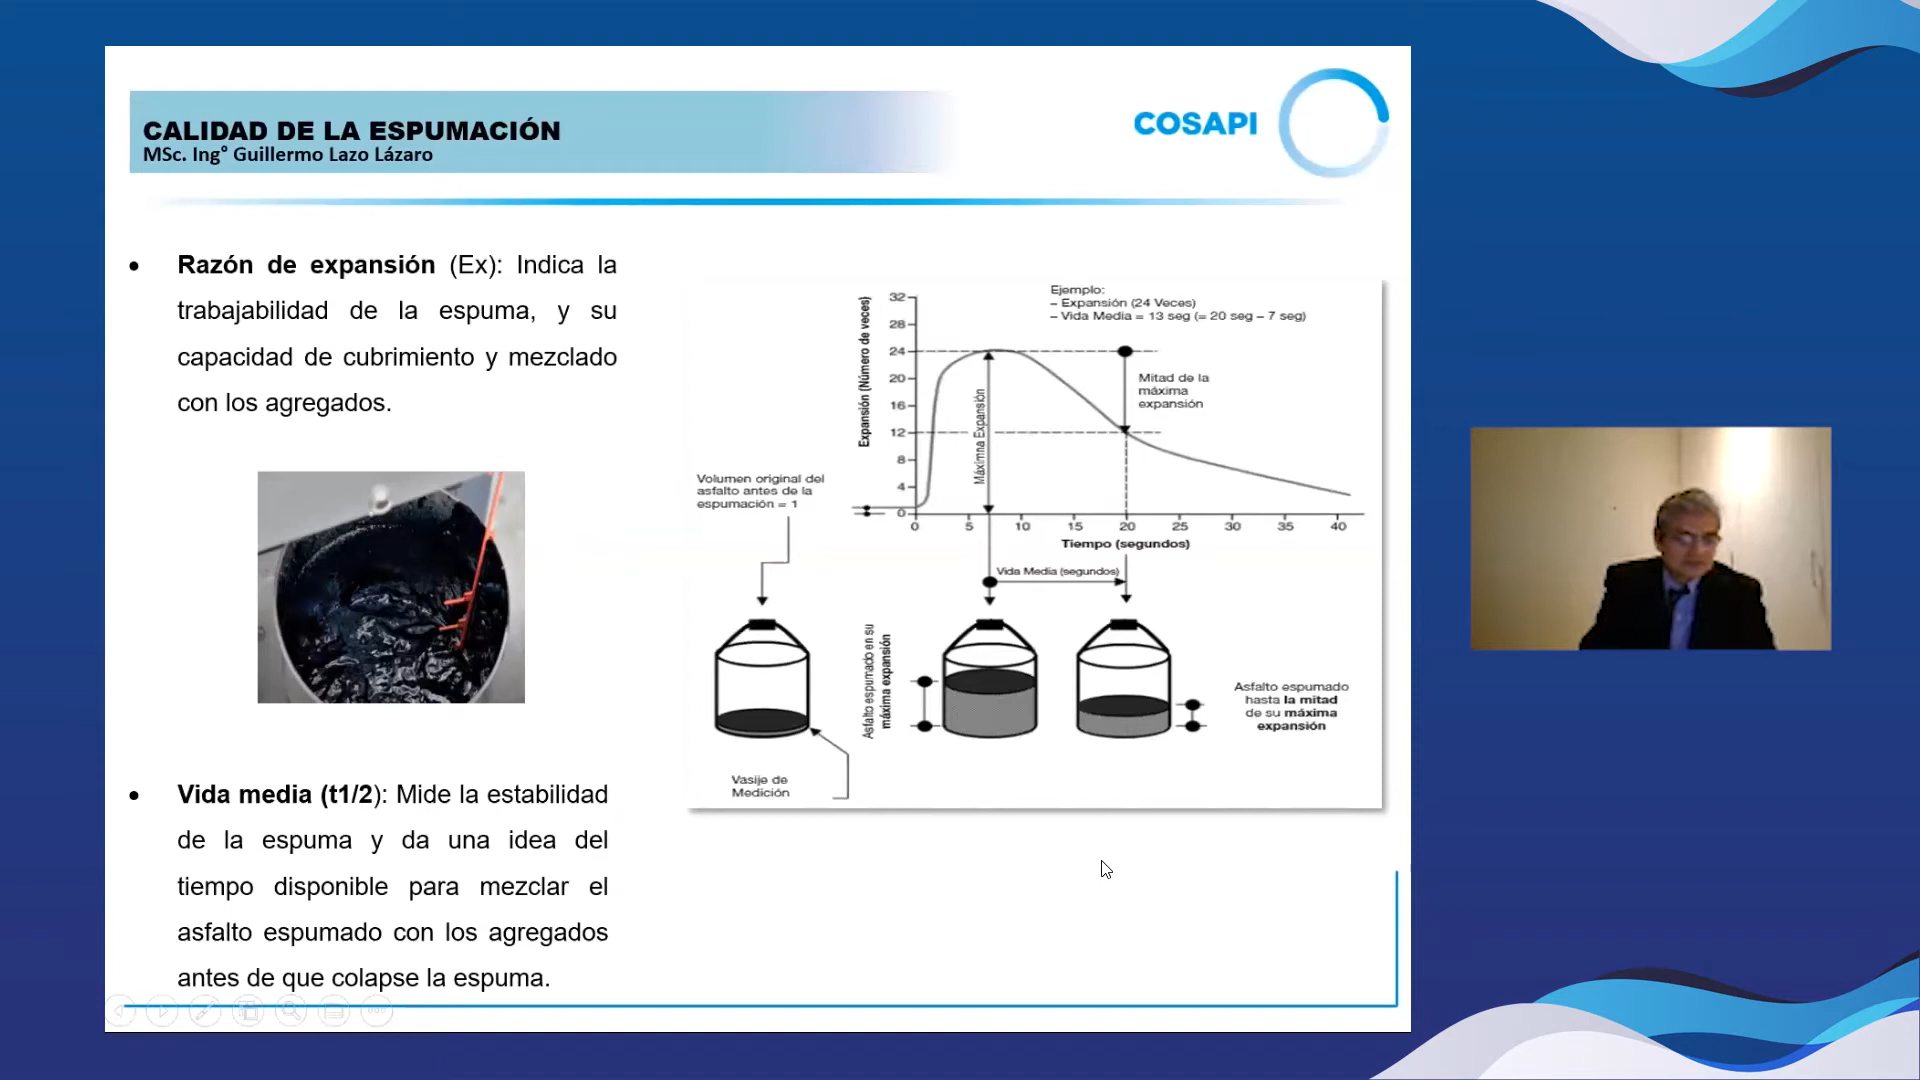 CALIDAD DE LA ESPUMACIÓN
MSc. Ing° Guillermo Lazo Lázaro
COSAPI
• Razón de expansión (Ex): Indica la
trabajabilidad de la espuma, y su
capacidad de cubrimiento y mezclado
con los agregados.
• Vida media (t1/2): Mide la estabilidad
de la espuma y da una idea del
tiempo disponible para mezclar el
asfalto espumado con los agregados
antes de que colapse la espuma.
Ejemplo:
– Expansión (24 Veces)
– Vida Media = 13 seg (= 20 seg – 7 seg)
Expansión (Número de veces)
32
28
24
20
16
12
8
4
0
Máximna Expansión
Mitad de la
máxima
expansión
0 5 10 15 20 25 30 35 40
Tiempo (segundos)
Volumen original del
asfalto antes de la
espumación = 1
Vida Media (segundos)
Asfalto espumado en su
máxima expansión
Asfalto espumado
hasta la mitad
de su máxima
expansión
Vasije de
Medición